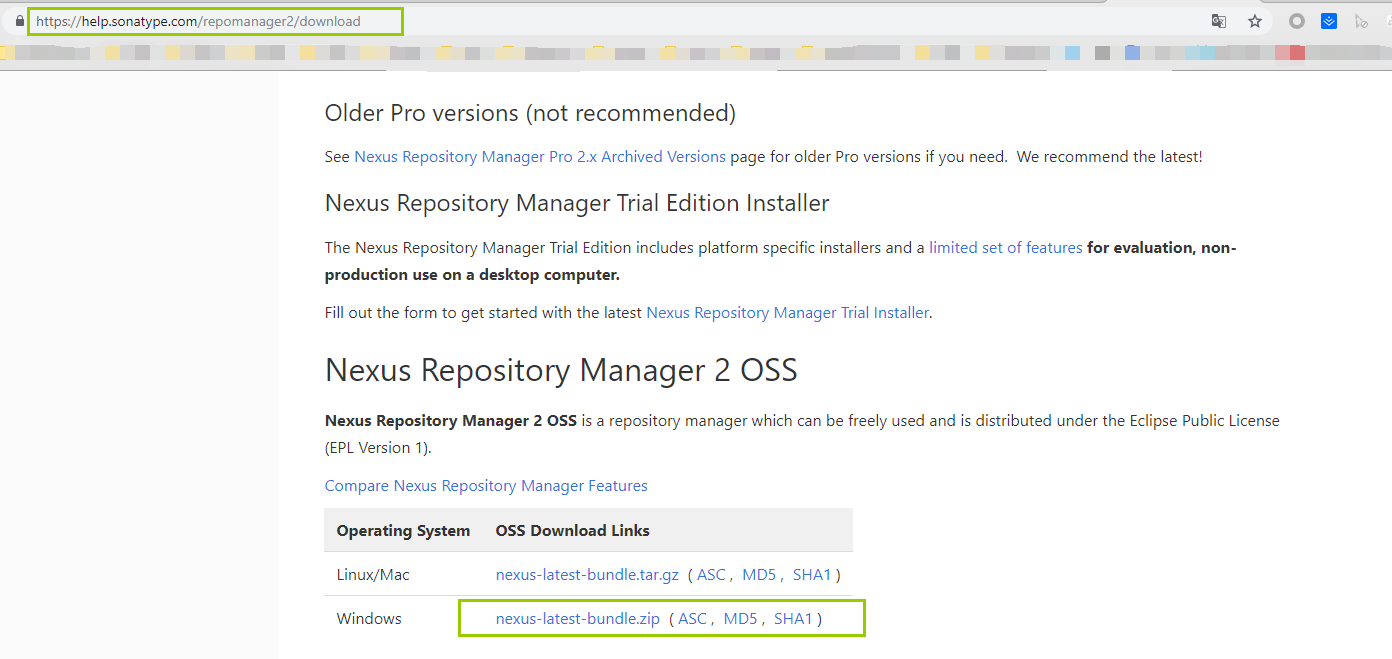 https://help.sonatype.com/repomanager2/download
Older Pro versions (not recommended)
See Nexus Repository Manager Pro 2.x Archived Versions page for older Pro versions if you need.  We recommend the latest!
Nexus Repository Manager Trial Edition Installer
The Nexus Repository Manager Trial Edition includes platform specific installers and a limited set of features for evaluation, non-
production use on a desktop computer.
Fill out the form to get started with the latest Nexus Repository Manager Trial Installer.
Nexus Repository Manager 2 OSS
Nexus Repository Manager 2 OSS is a repository manager which can be freely used and is distributed under the Eclipse Public License
(EPL Version 1).
Compare Nexus Repository Manager Features
Operating System OSS Download Links
Linux/Mac nexus-latest-bundle.tar.gz ( ASC , MD5 , SHA1 )
Windows nexus-latest-bundle.zip ( ASC , MD5 , SHA1 )